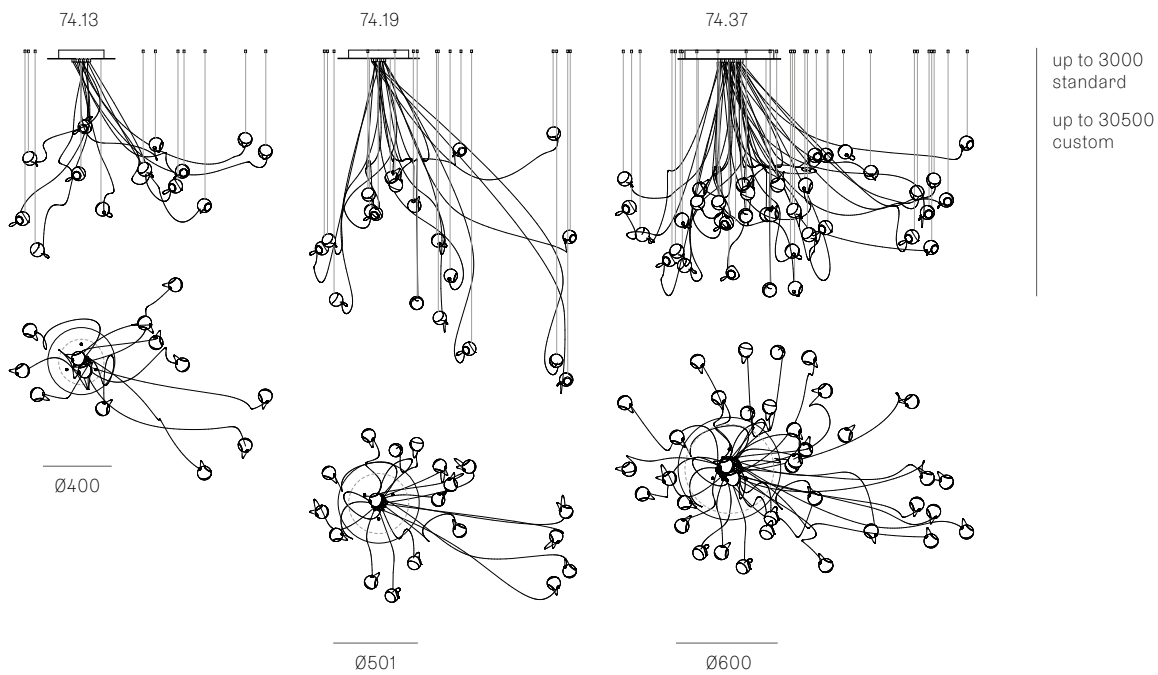 74.13
74.19
74.37
up to 3000
standard
up to 30500
custom
Ø400
Ø501
Ø600